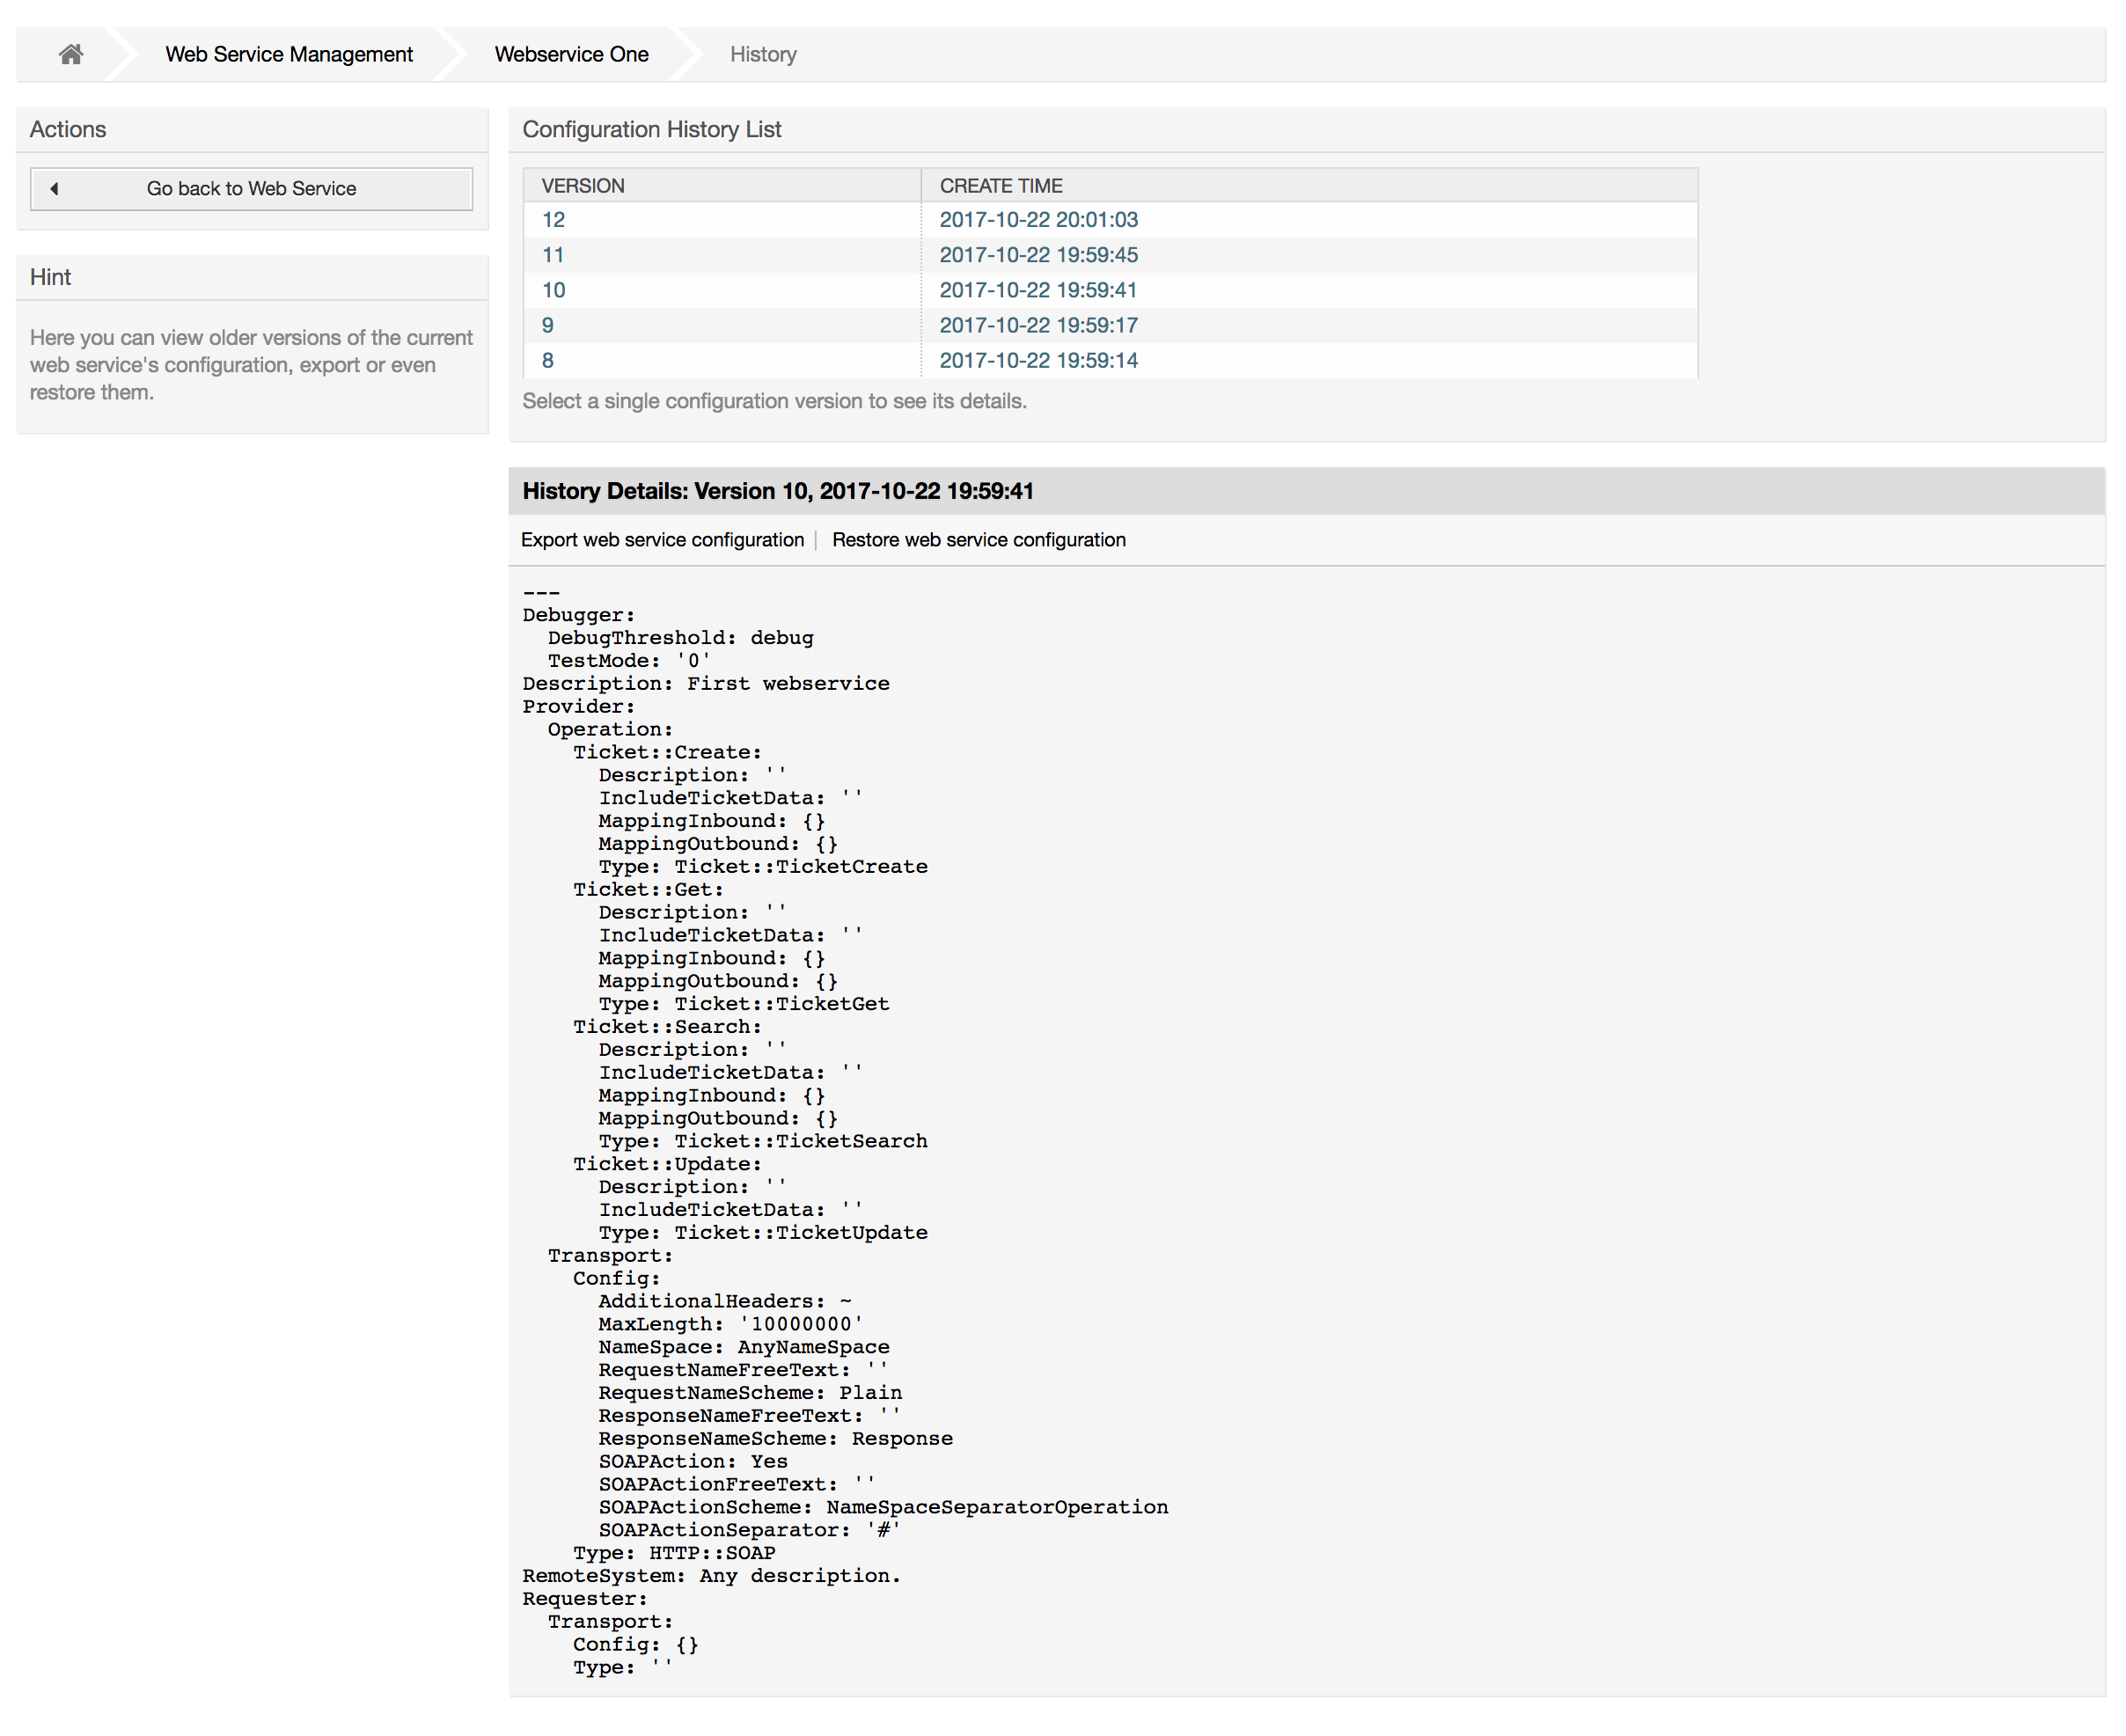 Web Service Management Webservice One History
Actions
Go back to Web Service
Hint
Here you can view older versions of the current
web service's configuration, export or even
restore them.
Configuration History List
VERSION CREATE TIME
12 2017-10-22 20:01:03
11 2017-10-22 19:59:45
10 2017-10-22 19:59:41
9 2017-10-22 19:59:17
8 2017-10-22 19:59:14
Select a single configuration version to see its details.
History Details: Version 10, 2017-10-22 19:59:41
Export web service configuration | Restore web service configuration
---
Debugger:
  DebugThreshold: debug
  TestMode: '0'
Description: First webservice
Provider:
  Operation:
    Ticket::Create:
      Description: ''
      IncludeTicketData: ''
      MappingInbound: {}
      MappingOutbound: {}
      Type: Ticket::TicketCreate
    Ticket::Get:
      Description: ''
      IncludeTicketData: ''
      MappingInbound: {}
      MappingOutbound: {}
      Type: Ticket::TicketGet
    Ticket::Search:
      Description: ''
      IncludeTicketData: ''
      MappingInbound: {}
      MappingOutbound: {}
      Type: Ticket::TicketSearch
    Ticket::Update:
      Description: ''
      IncludeTicketData: ''
      Type: Ticket::TicketUpdate
  Transport:
    Config:
      AdditionalHeaders: ~
      MaxLength: '10000000'
      NameSpace: AnyNameSpace
      RequestNameFreeText: ''
      RequestNameScheme: Plain
      ResponseNameFreeText: ''
      ResponseNameScheme: Response
      SOAPAction: Yes
      SOAPActionFreeText: ''
      SOAPActionScheme: NameSpaceSeparatorOperation
      SOAPActionSeparator: '#'
    Type: HTTP::SOAP
RemoteSystem: Any description.
Requester:
  Transport:
    Config: {}
    Type: ''